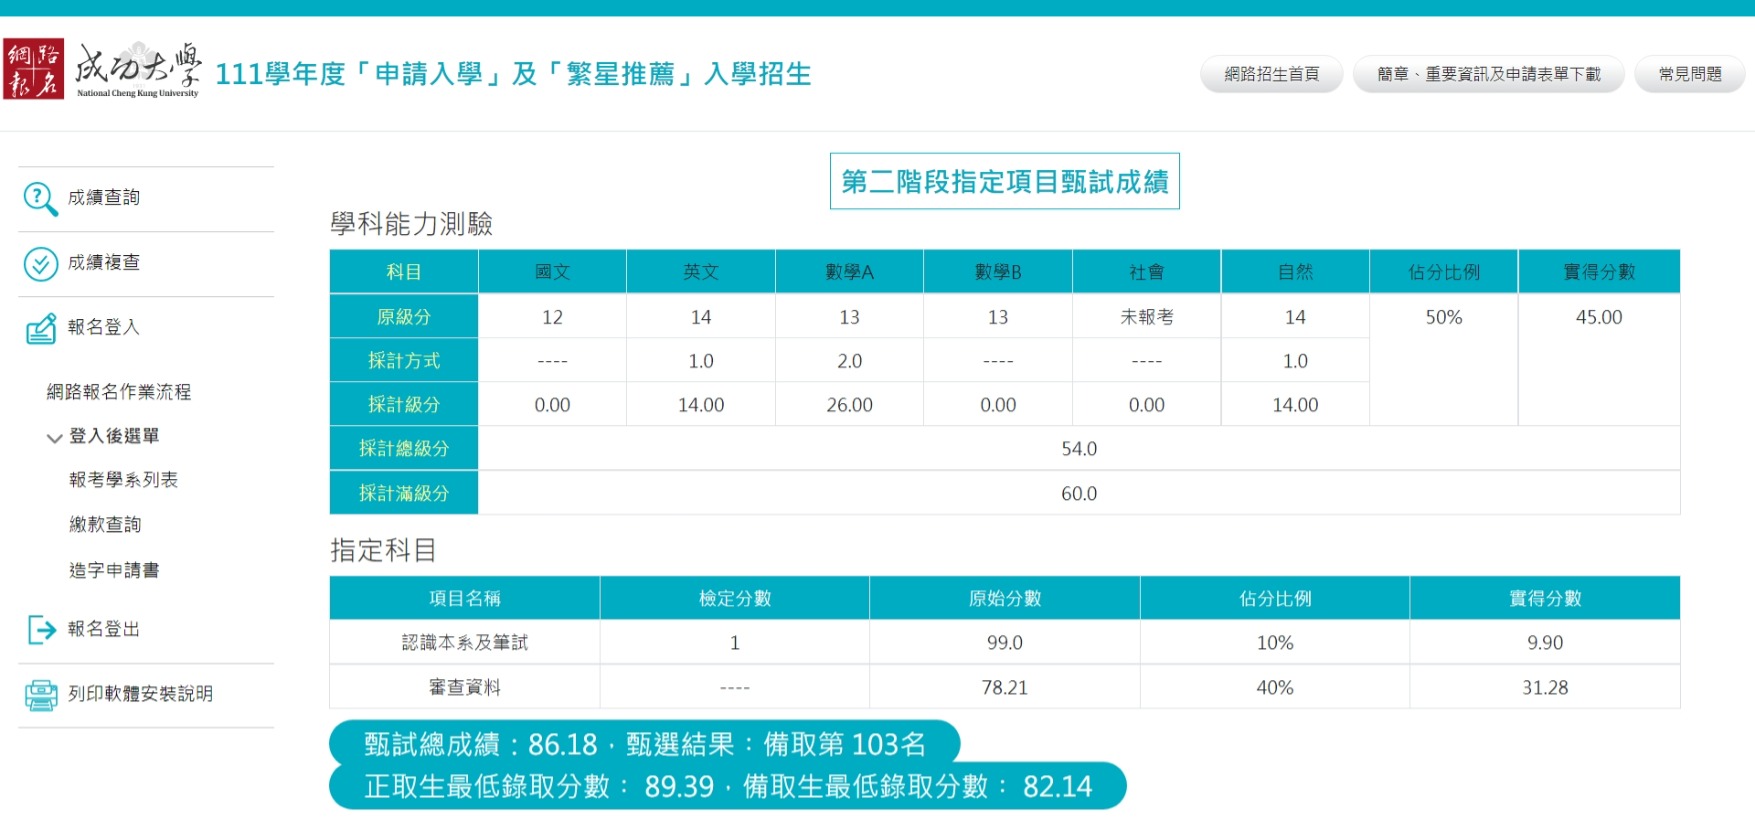 網路報名 成功大學 National Cheng Kung University 111學年度「申請入學」及「繁星推薦」入學招生 網路招生首頁 簡章、重要資訊及申請表單下載 常見問題
成績查詢
成績複查
報名登入
網路報名作業流程
登入後選單
報考學系列表
繳款查詢
造字申請書
報名登出
列印軟體安裝說明
第二階段指定項目甄試成績
學科能力測驗
科目 國文 英文 數學A 數學B 社會 自然 佔分比例 實得分數
原級分 12 14 13 13 未報考 14 50% 45.00
採計方式 ---- 1.0 2.0 ---- ---- 1.0
採計級分 0.00 14.00 26.00 0.00 0.00 14.00
採計總級分 54.0
採計滿級分 60.0
指定科目
項目名稱 檢定分數 原始分數 佔分比例 實得分數
認識本系及筆試 1 99.0 10% 9.90
審查資料 ---- 78.21 40% 31.28
甄試總成績：86.18，甄選結果：備取第 103名
正取生最低錄取分數： 89.39，備取生最低錄取分數： 82.14